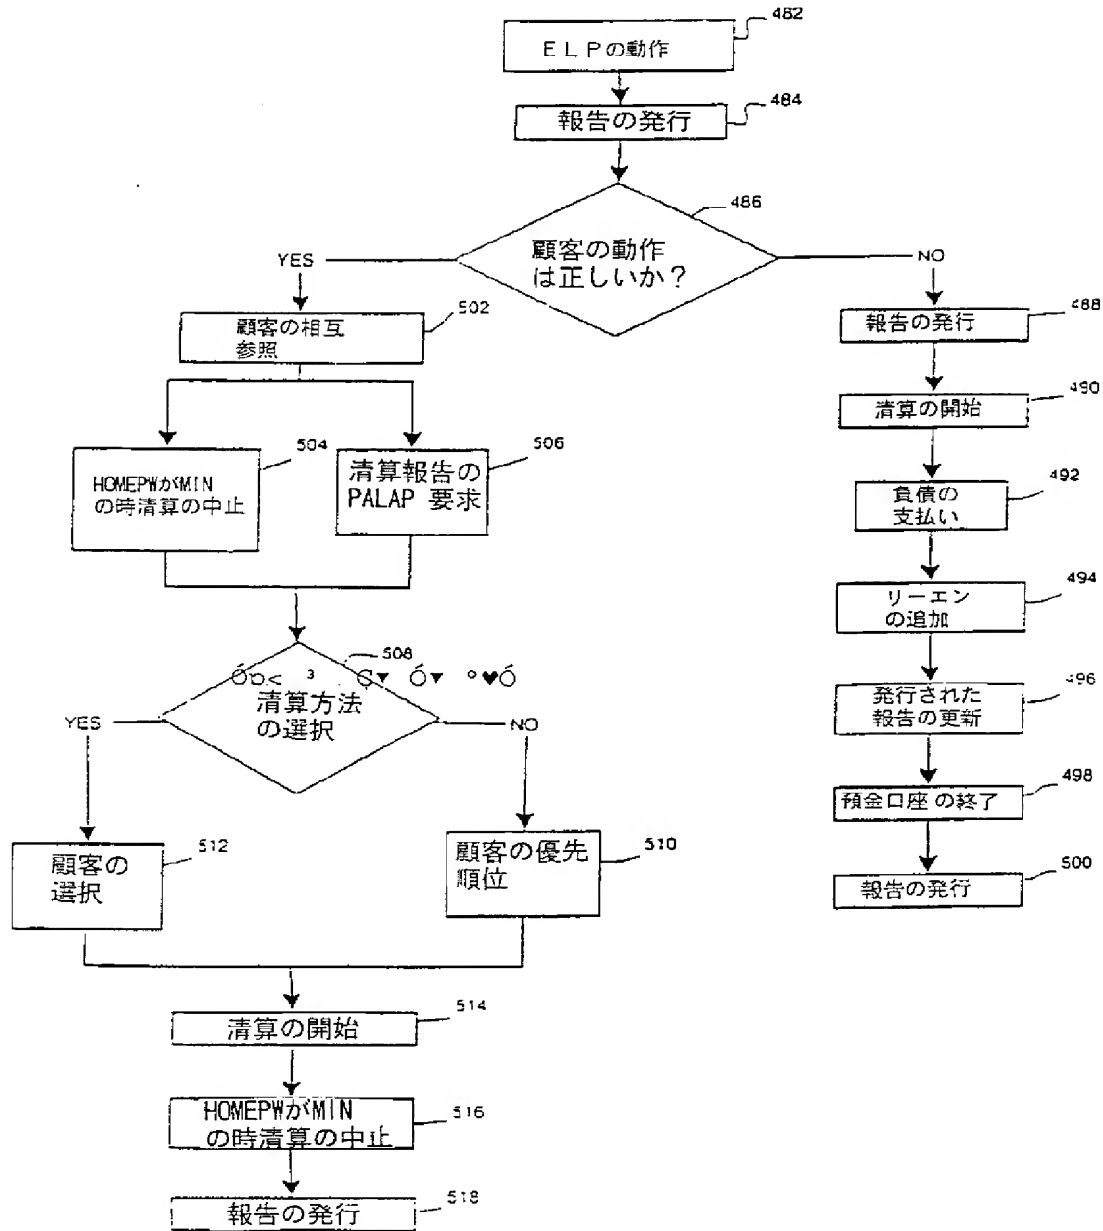 482
ELPの動作
484
報告の発行
486
顧客の動作
は正しいか?
YES
NO
502
顧客の相互
参照
488
報告の発行
490
清算の開始
504
HOMEPWがMIN
の時清算の中止
506
清算報告の
PALAP 要求
492
負債の
支払い
494
リーエン
の追加
508
清算方法
の選択
YES
NO
496
発行された
報告の更新
498
預金口座の終了
512
顧客の
選択
510
顧客の優先
順位
500
報告の発行
514
清算の開始
516
HOMEPWがMIN
の時清算の中止
518
報告の発行